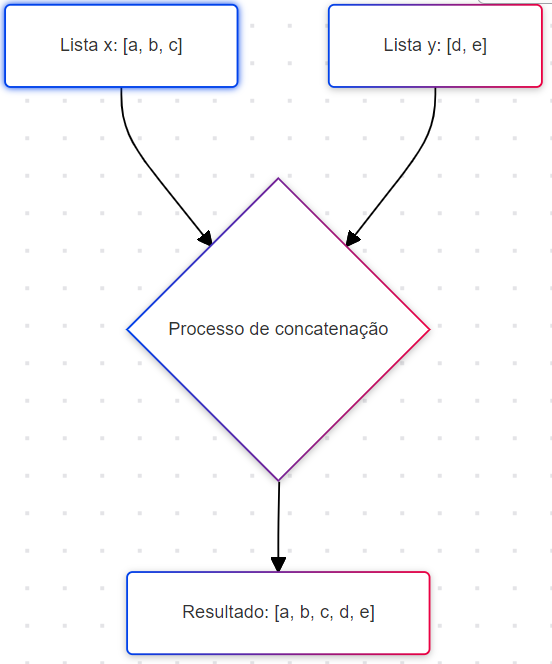 Lista x: [a, b, c]
Lista y: [d, e]
Processo de concatenação
Resultado: [a, b, c, d, e]